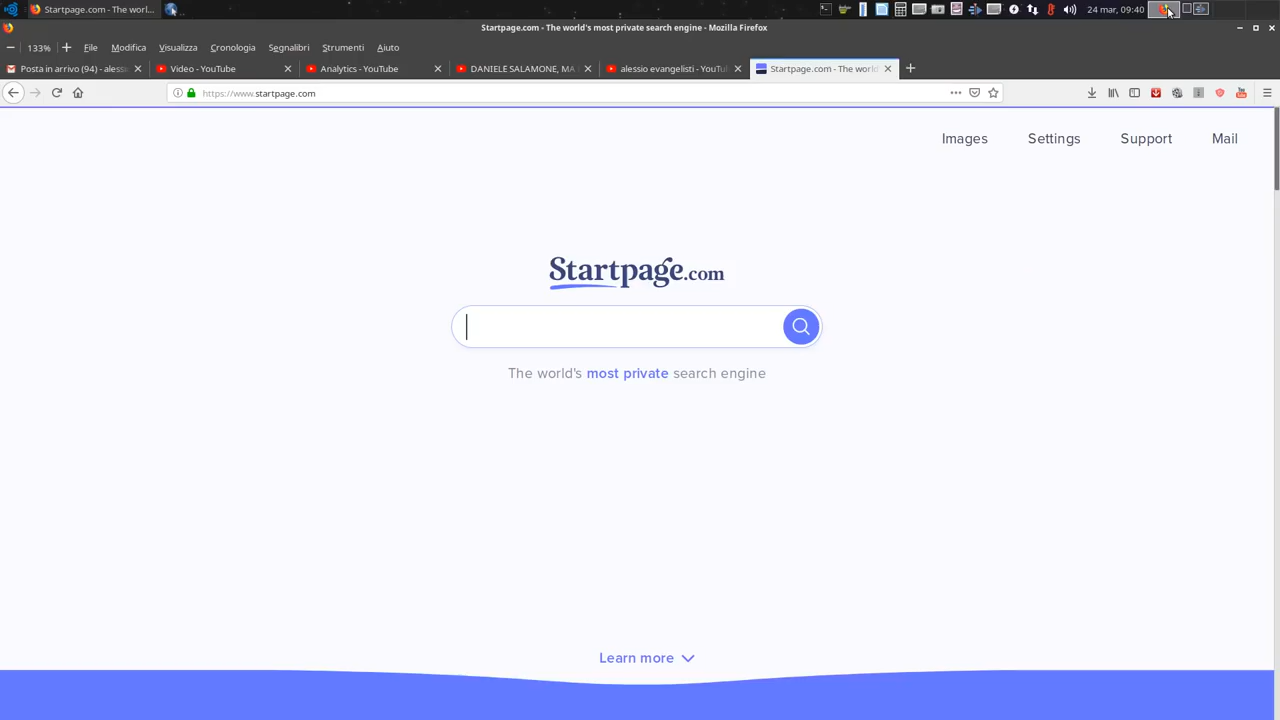 Startpage.com - The worl...
24 mar, 09:40
Startpage.com - The world's most private search engine - Mozilla Firefox
133%
File
Modifica
Visualizza
Cronologia
Segnalibri
Strumenti
Aiuto
Posta in arrivo (94) - aless
Video - YouTube
Analytics - YouTube
DANIELE SALAMONE, MA
alessio evangelisti - YouTu
Startpage.com - The world
https://www.startpage.com
Images
Settings
Support
Mail
Startpage.com
The world's most private search engine
Learn more